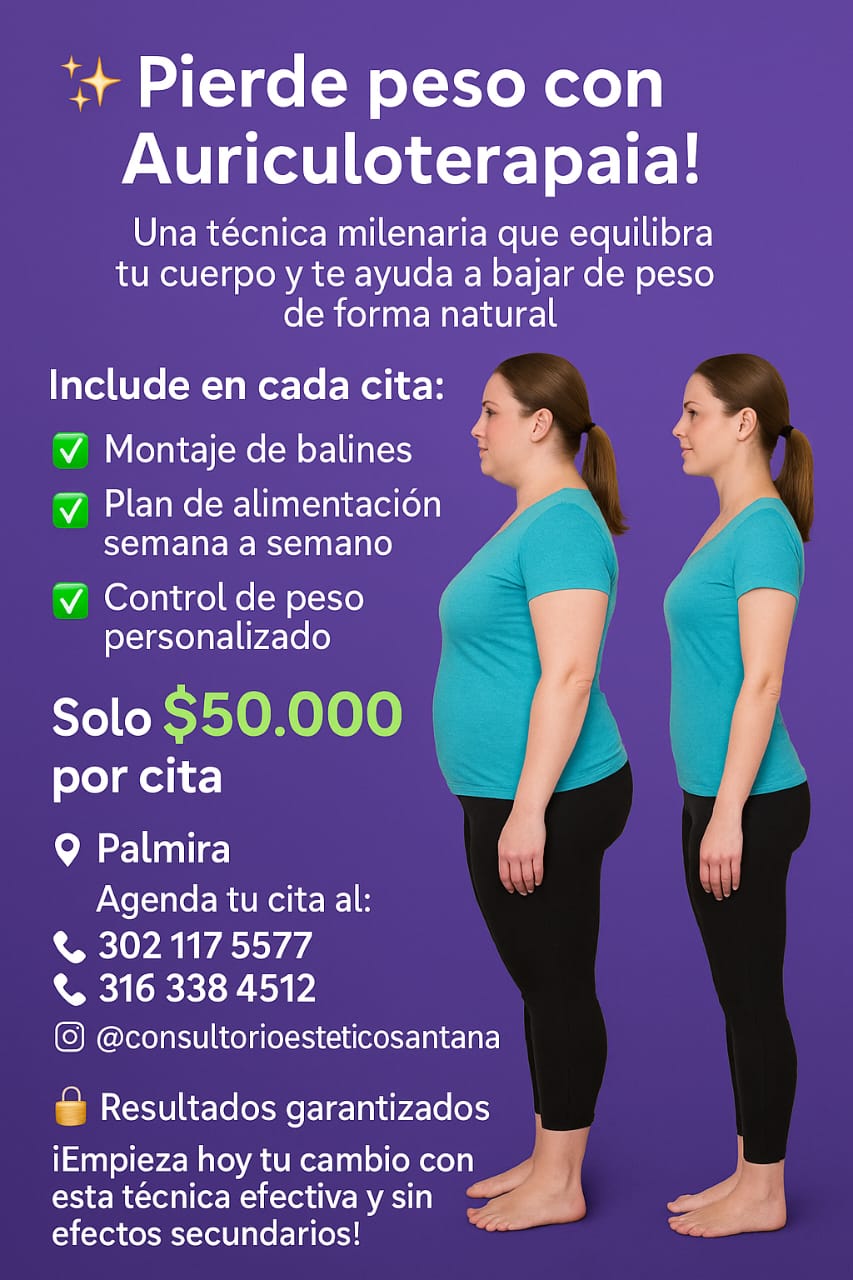 ✨ Pierde peso con
Auriculoterapaia!
Una técnica milenaria que equilibra
tu cuerpo y te ayuda a bajar de peso
de forma natural
Include en cada cita:
✅ Montaje de balines
✅ Plan de alimentación
semana a semano
✅ Control de peso
personalizado
Solo $50.000
por cita
Palmira
Agenda tu cita al:
302 117 5577
316 338 4512
@consultorioesteticosantana
🔒 Resultados garantizados
¡Empieza hoy tu cambio con
esta técnica efectiva y sin
efectos secundarios!